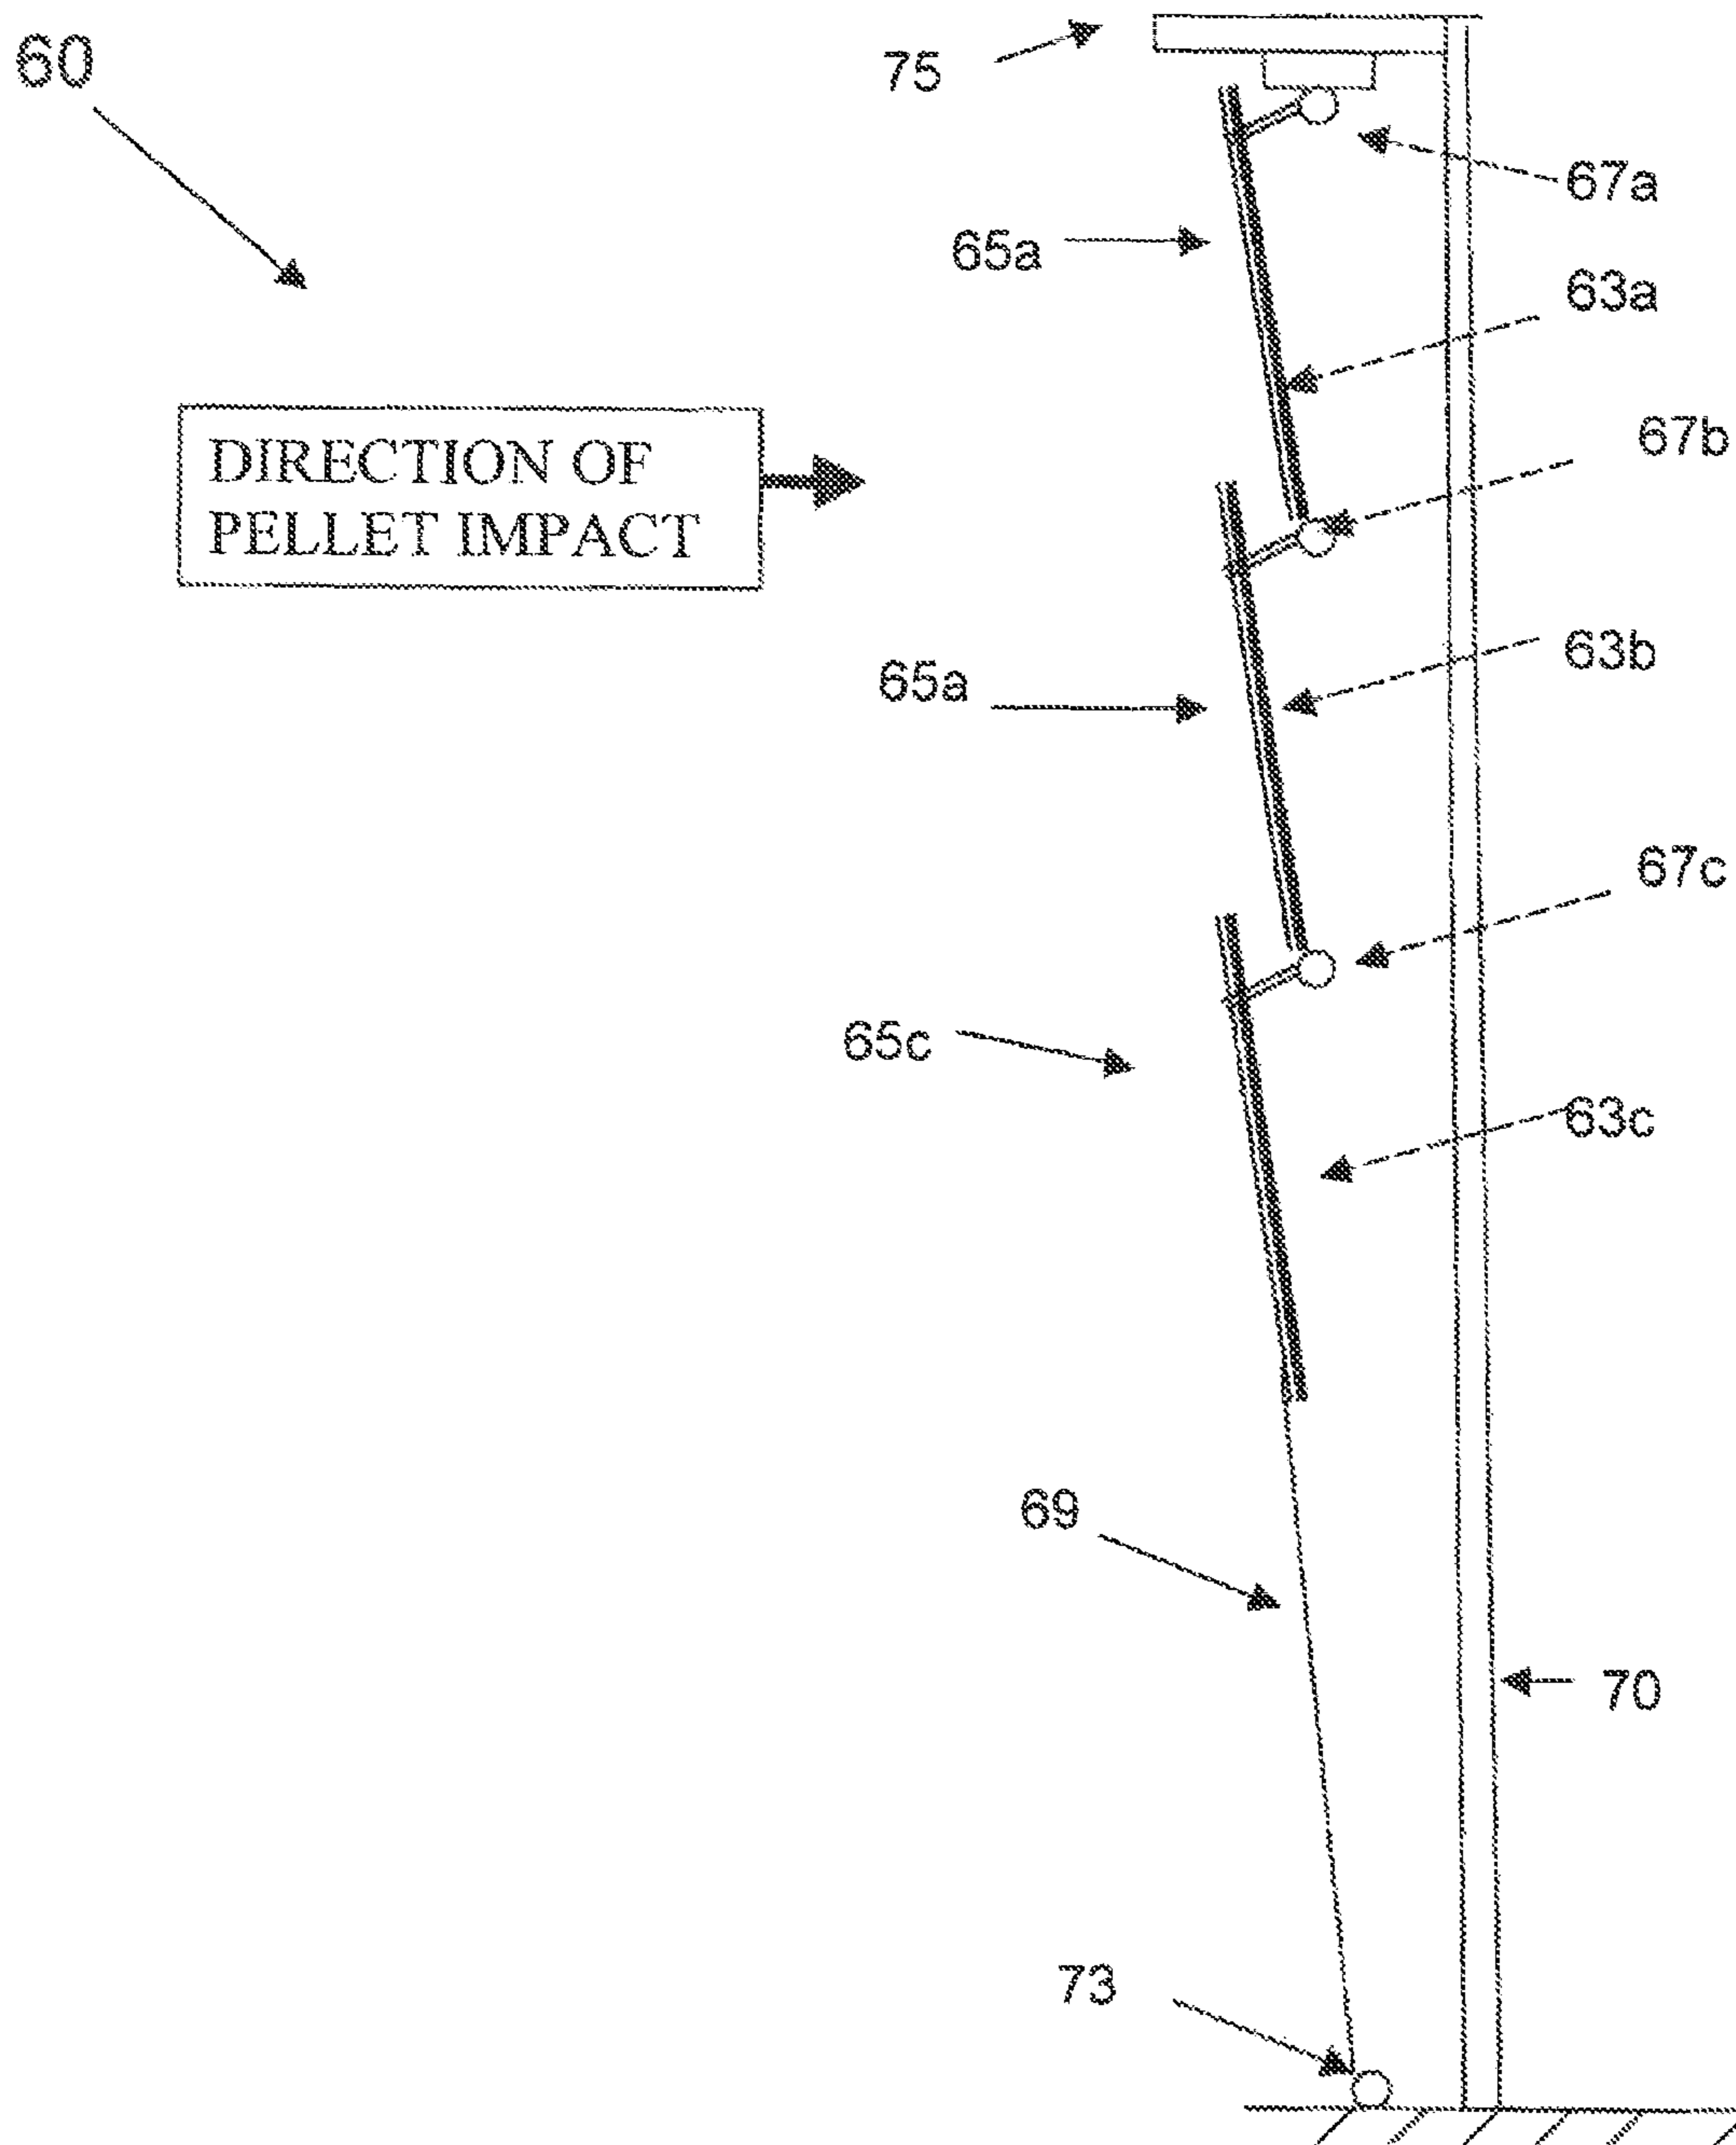 60
75
67a
65a
63a
67b
DIRECTION OF
PELLET IMPACT
63b
65a
67c
65c
63c
69
70
73